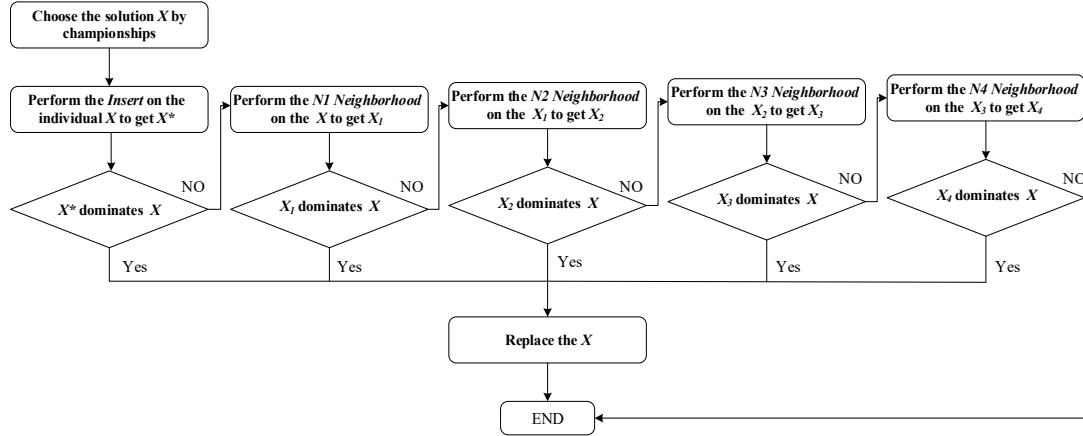 Choose the solution X by
championships
Perform the Insert on the
individual X to get X*
Perform the N1 Neighborhood
on the X to get X1
Perform the N2 Neighborhood
on the X1 to get X2
Perform the N3 Neighborhood
on the X2 to get X3
Perform the N4 Neighborhood
on the X3 to get X4
X* dominates X
NO
X1 dominates X
NO
X2 dominates X
NO
X3 dominates X
NO
X4 dominates X
NO
Yes
Yes
Yes
Yes
Yes
Replace the X
END